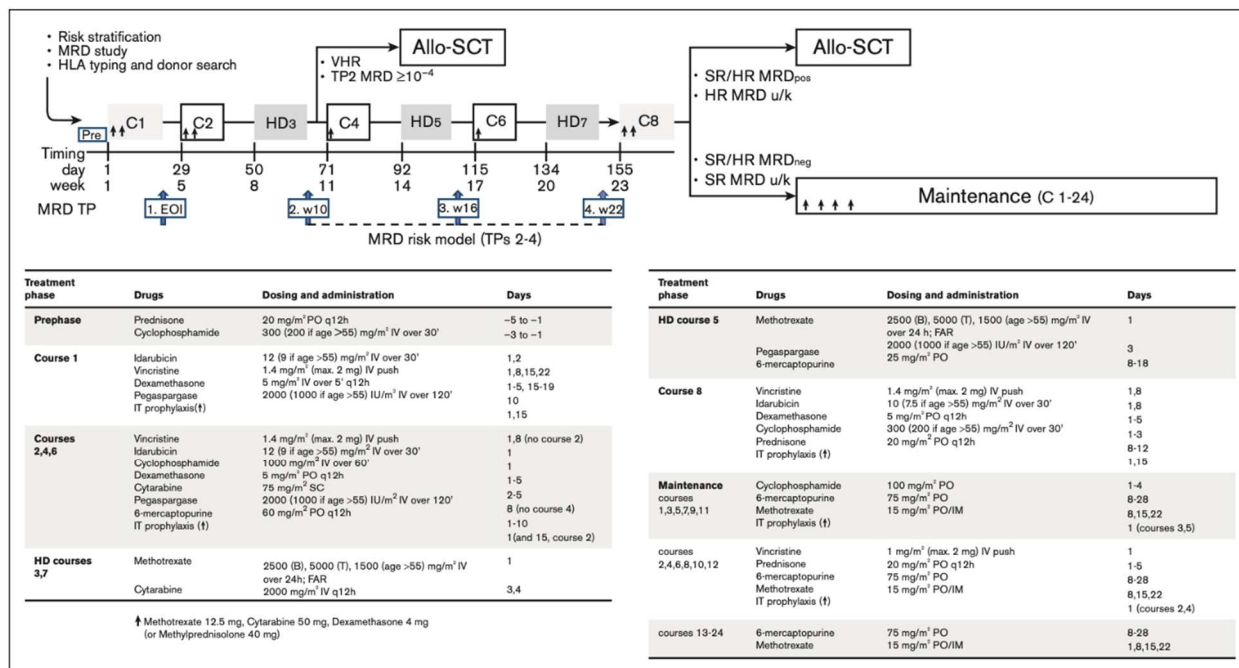 • Risk stratification
• MRD study
• HLA typing and donor search
Allo-SCT
• VHR
• TP2 MRD ≥10⁻⁴
Allo-SCT
• SR/HR MRDpos
• HR MRD u/k
Pre C1 C2 HD3 C4 HD5 C6 HD7 C8
Timing
day 1 29 50 71 92 115 134 155
week 1 5 8 11 14 17 20 23
MRD TP 1. EOI 2. w10 3. w16 4. w22
MRD risk model (TPs 2-4)
• SR/HR MRDneg
• SR MRD u/k
Maintenance (C 1-24)
Treatment phase Drugs Dosing and administration Days
Prephase Prednisone 20 mg/m² PO q12h −5 to −1
Cyclophosphamide 300 (200 if age >55) mg/m² IV over 30' −3 to −1
Course 1 Idarubicin 12 (9 if age >55) mg/m² IV over 30' 1,2
Vincristine 1.4 mg/m² (max. 2 mg) IV push 1,8,15,22
Dexamethasone 5 mg/m² IV over 5' q12h 1-5, 15-19
Pegaspargase 2000 (1000 if age >55) IU/m² IV over 120' 10
IT prophylaxis(↑) 1,15
Courses 2,4,6 Vincristine 1.4 mg/m² (max. 2 mg) IV push 1,8 (no course 2)
Idarubicin 12 (9 if age >55) mg/m² IV over 30' 1
Cyclophosphamide 1000 mg/m² IV over 60' 1
Dexamethasone 5 mg/m² PO q12h 1-5
Cytarabine 75 mg/m² SC 2-5
Pegaspargase 2000 (1000 if age >55) IU/m² IV over 120' 8 (no course 4)
6-mercaptopurine 60 mg/m² PO q12h 1-10
IT prophylaxis (↑) 1(and 15, course 2)
HD courses 3,7 Methotrexate 2500 (B), 5000 (T), 1500 (age >55) mg/m² IV over 24h; FAR 1
Cytarabine 2000 mg/m² IV q12h 3,4
↑ Methotrexate 12.5 mg, Cytarabine 50 mg, Dexamethasone 4 mg
(or Methylprednisolone 40 mg)
Treatment phase Drugs Dosing and administration Days
HD course 5 Methotrexate 2500 (B), 5000 (T), 1500 (age >55) mg/m² IV over 24 h; FAR 1
Pegaspargase 2000 (1000 if age >55) IU/m² IV over 120' 3
6-mercaptopurine 25 mg/m² PO 8-18
Course 8 Vincristine 1.4 mg/m² (max. 2 mg) IV push 1,8
Idarubicin 10 (7.5 if age >55) mg/m² IV over 30' 1,8
Dexamethasone 5 mg/m² PO q12h 1-5
Cyclophosphamide 300 (200 if age >55) mg/m² IV over 30' 1-3
Prednisone 20 mg/m² PO q12h 8-12
IT prophylaxis (↑) 1,15
Maintenance courses 1,3,5,7,9,11 Cyclophosphamide 100 mg/m² PO 1-4
6-mercaptopurine 75 mg/m² PO 8-28
Methotrexate 15 mg/m² PO/IM 8,15,22
IT prophylaxis (↑) 1 (courses 3,5)
courses 2,4,6,8,10,12 Vincristine 1 mg/m² (max. 2 mg) IV push 1
Prednisone 20 mg/m² PO q12h 1-5
6-mercaptopurine 75 mg/m² PO 8-28
Methotrexate 15 mg/m² PO/IM 8,15,22
IT prophylaxis (↑) 1 (courses 2,4)
courses 13-24 6-mercaptopurine 75 mg/m² PO 8-28
Methotrexate 15 mg/m² PO/IM 1,8,15,22